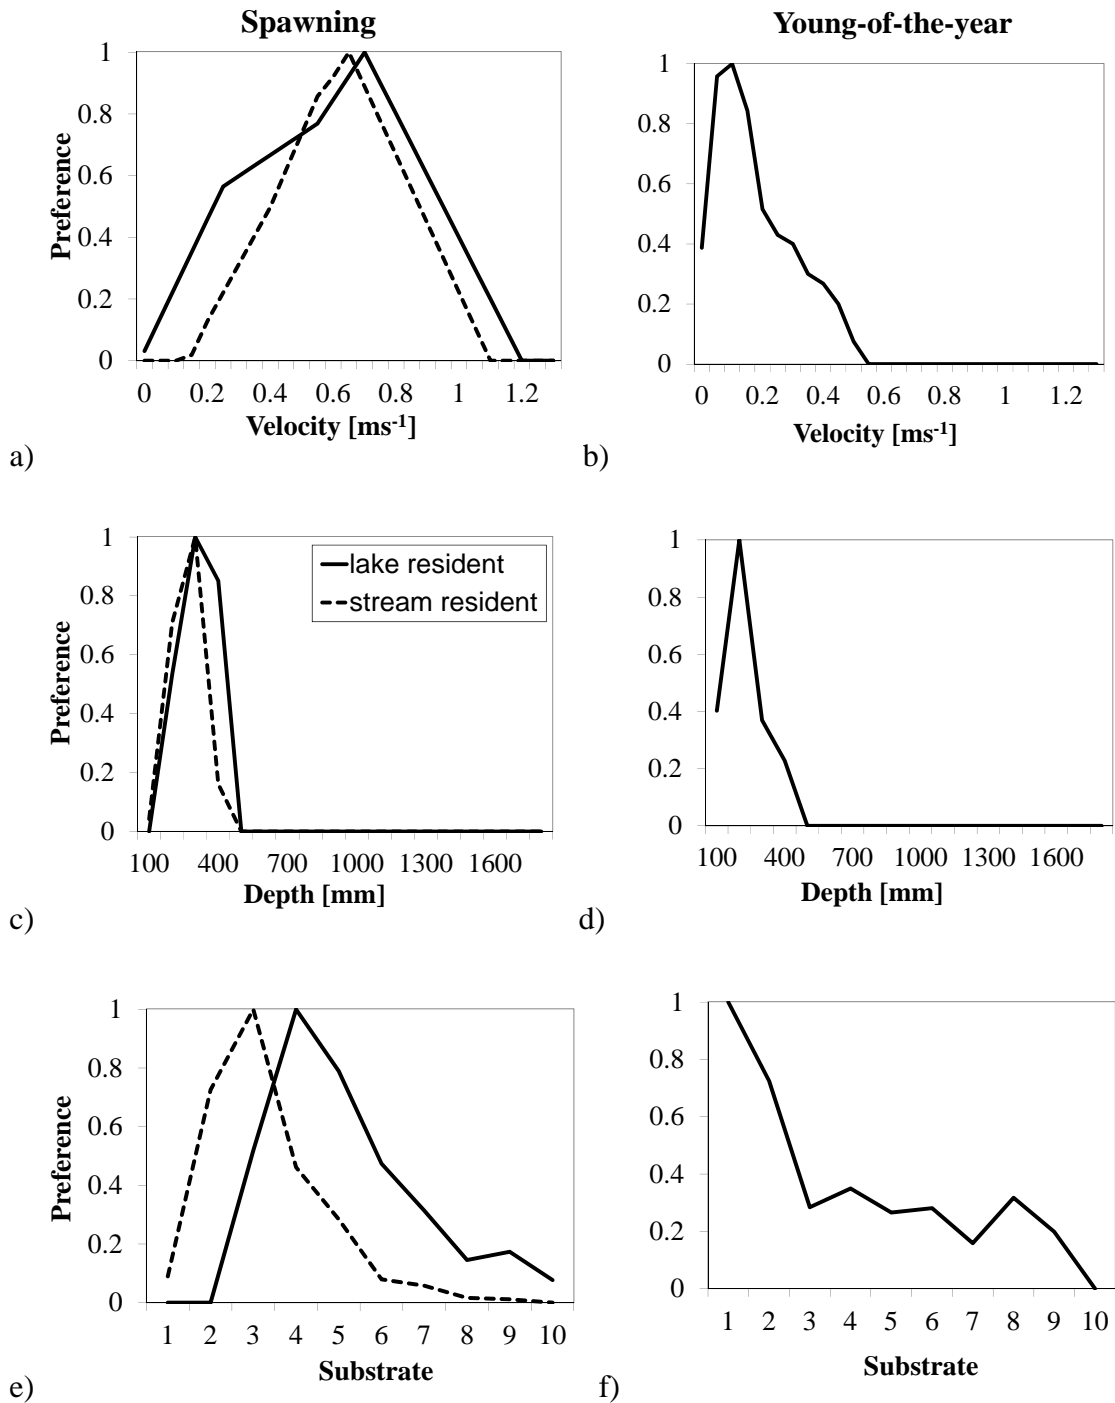 Spawning
Young-of-the-year
1
0.8
0.6
0.4
0.2
0
Preference
0 0.2 0.4 0.6 0.8 1 1.2
Velocity [ms-1]
a)
1
0.8
0.6
0.4
0.2
0
0 0.2 0.4 0.6 0.8 1 1.2
Velocity [ms-1]
b)
1
0.8
0.6
0.4
0.2
0
Preference
lake resident
stream resident
100 400 700 1000 1300 1600
Depth [mm]
c)
1
0.8
0.6
0.4
0.2
0
100 400 700 1000 1300 1600
Depth [mm]
d)
1
0.8
0.6
0.4
0.2
0
Preference
1 2 3 4 5 6 7 8 9 10
Substrate
e)
1
0.8
0.6
0.4
0.2
0
1 2 3 4 5 6 7 8 9 10
Substrate
f)